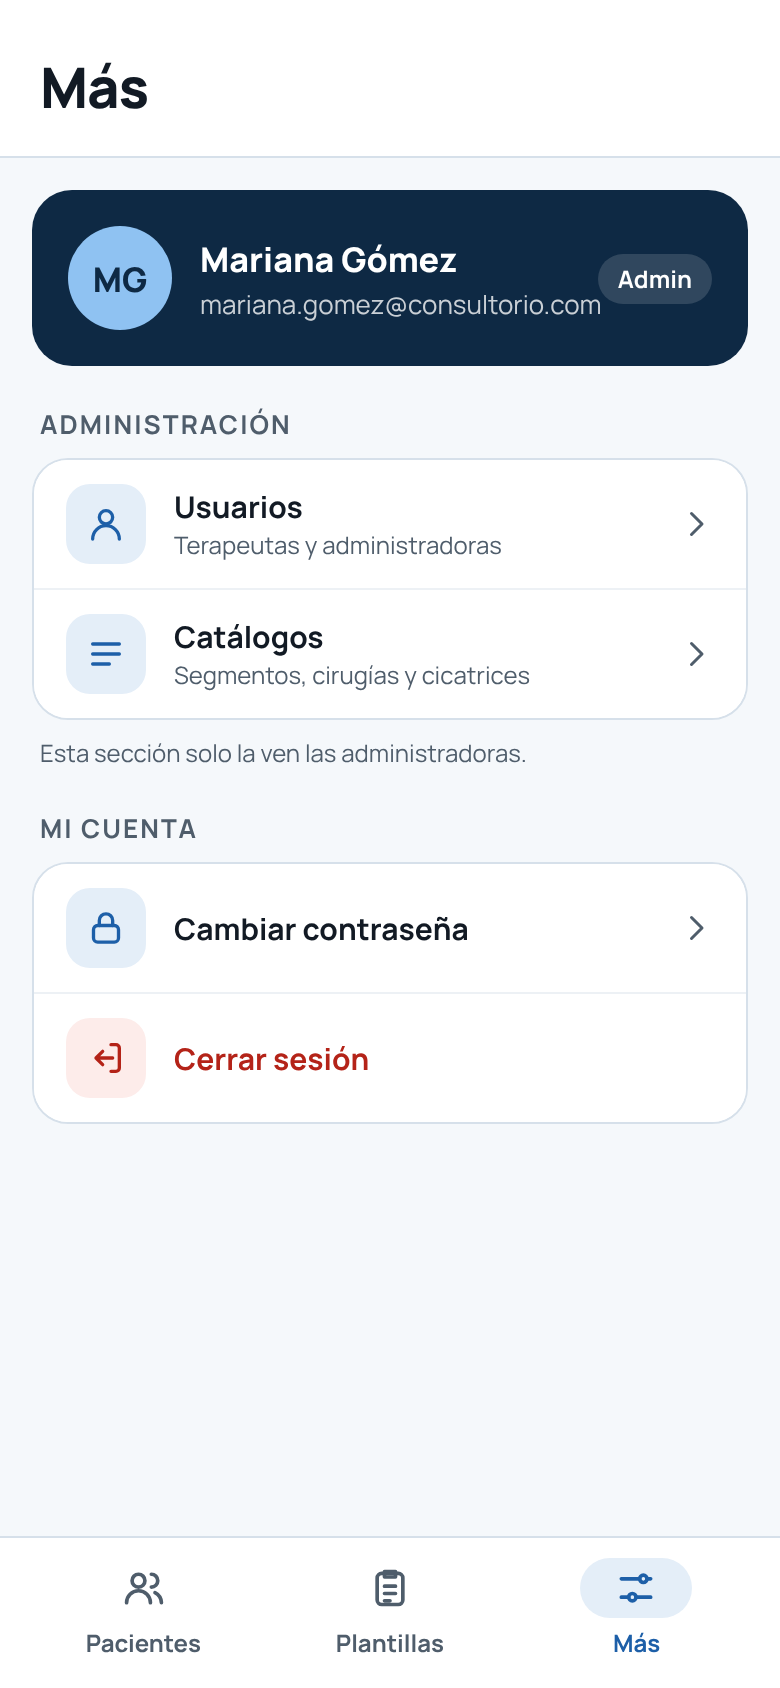 Más
MG
Mariana Gómez
mariana.gomez@consultorio.com
Admin
ADMINISTRACIÓN
Usuarios
Terapeutas y administradoras
Catálogos
Segmentos, cirugías y cicatrices
Esta sección solo la ven las administradoras.
MI CUENTA
Cambiar contraseña
Cerrar sesión
Pacientes
Plantillas
Más